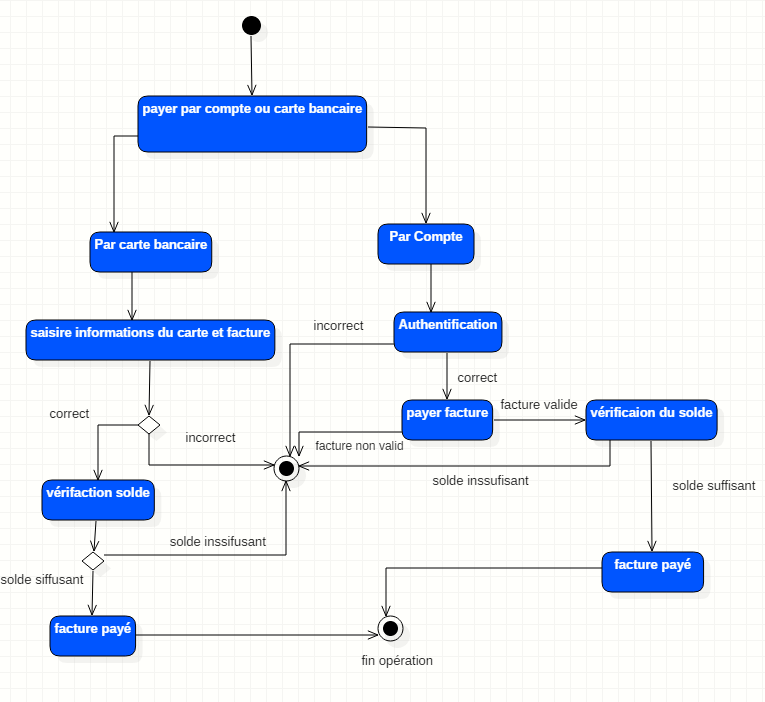 payer par compte ou carte bancaire
Par carte bancaire
Par Compte
saisire informations du carte et facture
incorrect
Authentification
correct
facture valide
correct
payer facture
vérificaion du solde
incorrect
facture non valid
vérifaction solde
solde inssufisant
solde suffisant
solde inssifusant
solde siffusant
facture payé
facture payé
fin opération